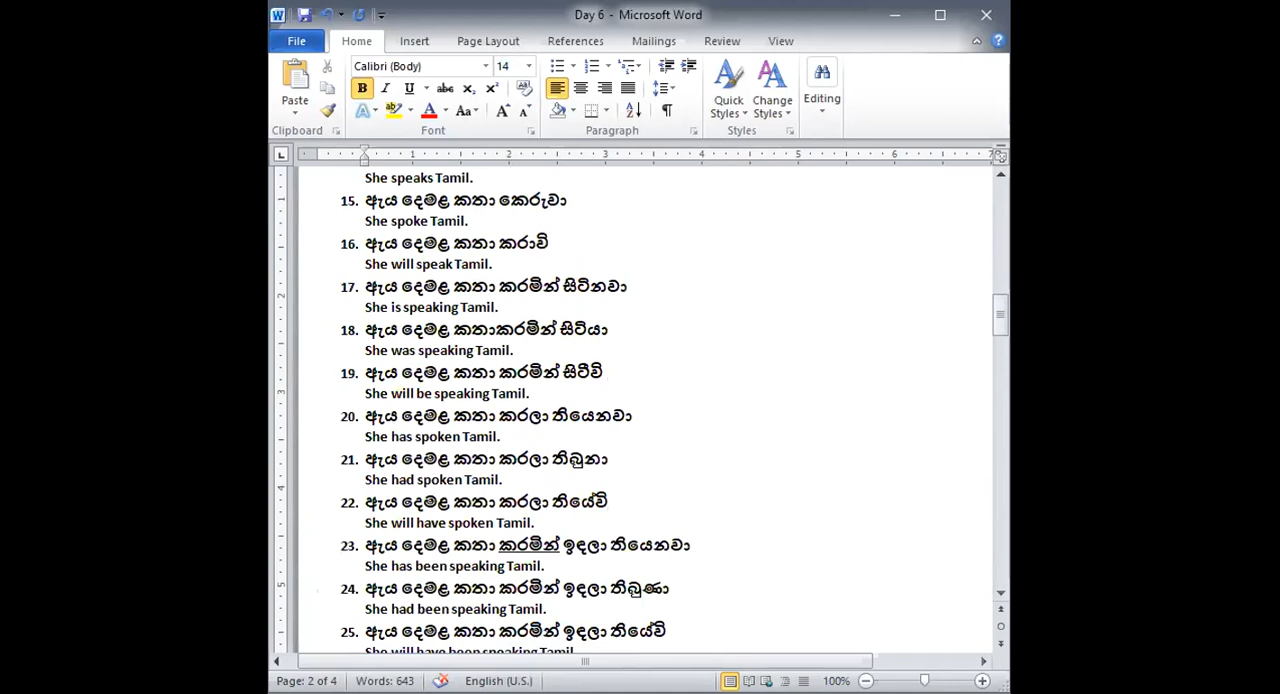 Day 6 - Microsoft Word
File Home Insert Page Layout References Mailings Review View
Calibri (Body) 14
Paste
Quick Styles Change Styles Editing
Clipboard Font Paragraph Styles
1 2 3 4 5 6 7
She speaks Tamil.
15. ඇය දෙමළ කතා කෙරුවා
She spoke Tamil.
16. ඇය දෙමළ කතා කරාවි
She will speak Tamil.
17. ඇය දෙමළ කතා කරමින් සිටිනවා
She is speaking Tamil.
18. ඇය දෙමළ කතාකරමින් සිටියා
She was speaking Tamil.
19. ඇය දෙමළ කතා කරමින් සිටීවි
She will be speaking Tamil.
20. ඇය දෙමළ කතා කරලා තියෙනවා
She has spoken Tamil.
21. ඇය දෙමළ කතා කරලා තිබුනා
She had spoken Tamil.
22. ඇය දෙමළ කතා කරලා තියේවි
She will have spoken Tamil.
23. ඇය දෙමළ කතා කරමින් ඉඳලා තියෙනවා
She has been speaking Tamil.
24. ඇය දෙමළ කතා කරමින් ඉඳලා තිබුණා
She had been speaking Tamil.
25. ඇය දෙමළ කතා කරමින් ඉඳලා තියේවි
She will have been speaking Tamil.
Page: 2 of 4 Words: 643 English (U.S.) 100%